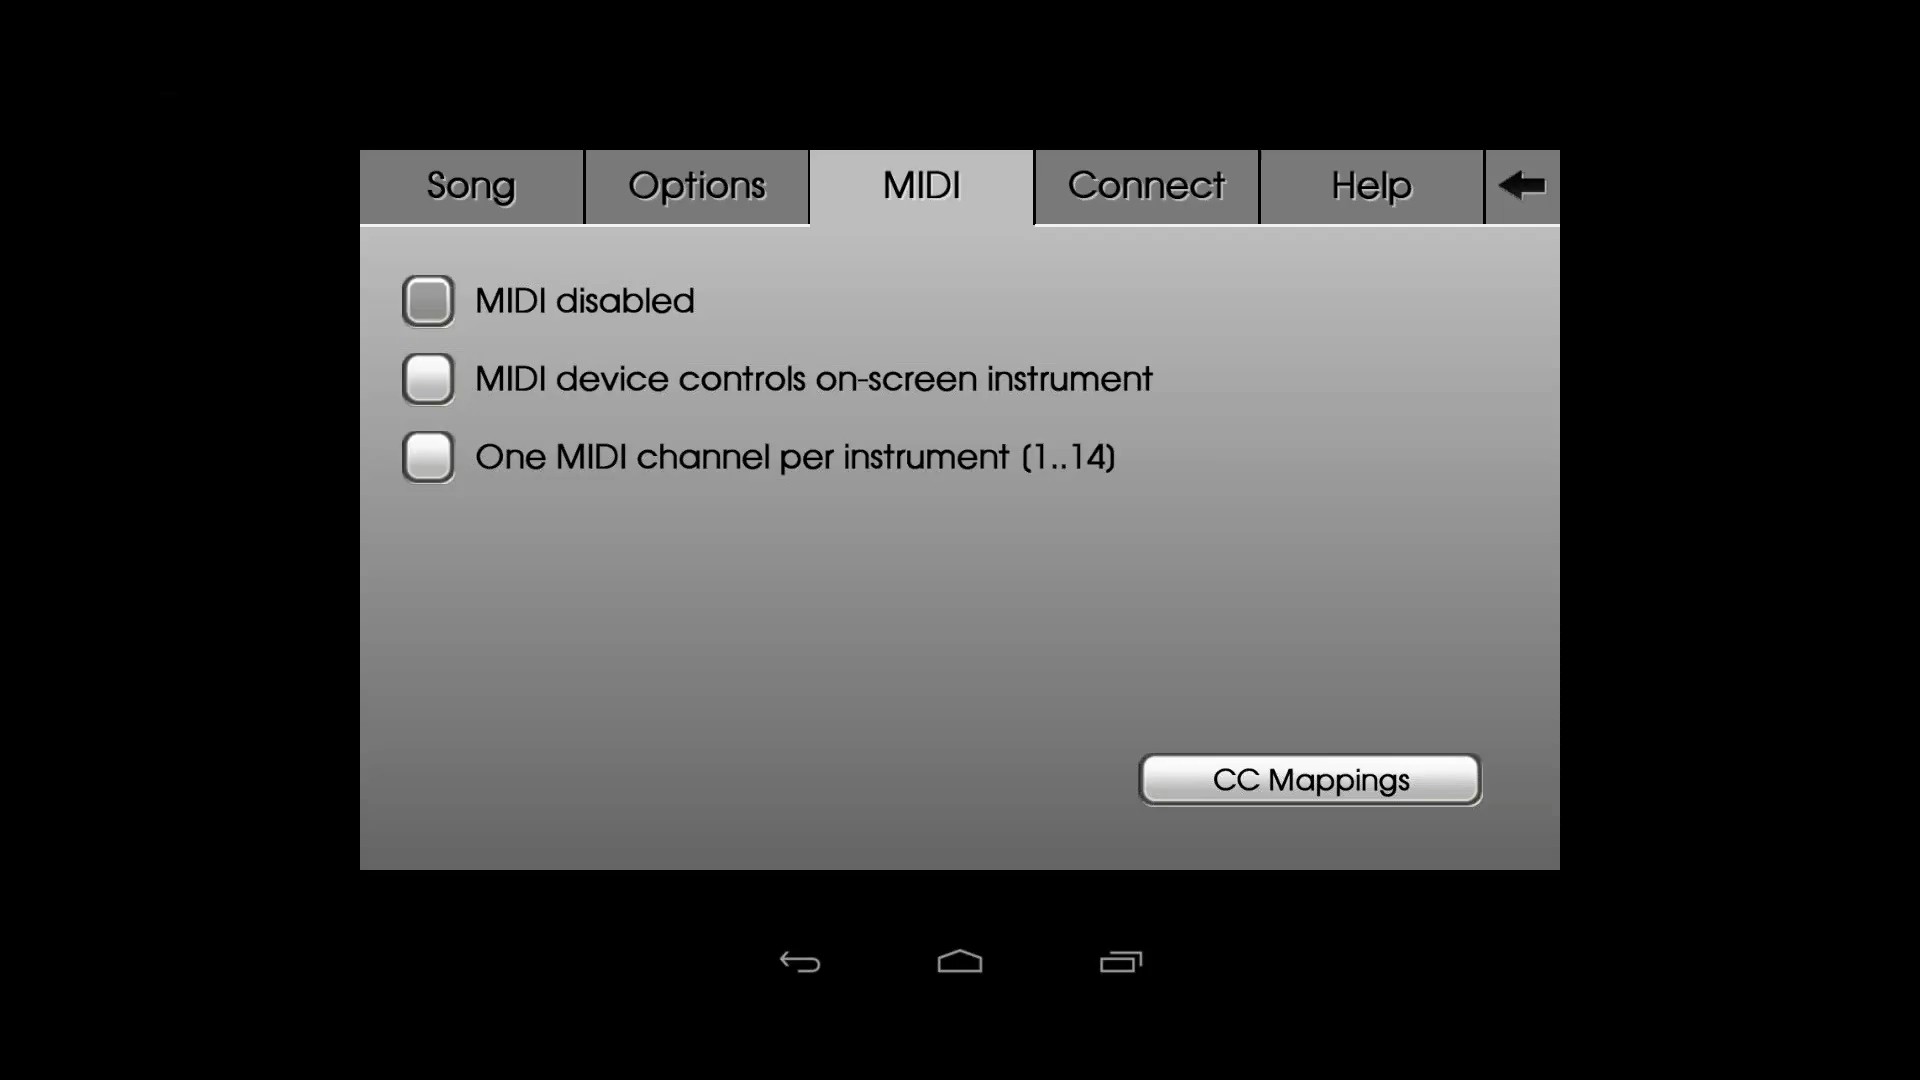 Song Options MIDI Connect Help
MIDI disabled
MIDI device controls on-screen instrument
One MIDI channel per instrument (1..14)
CC Mappings